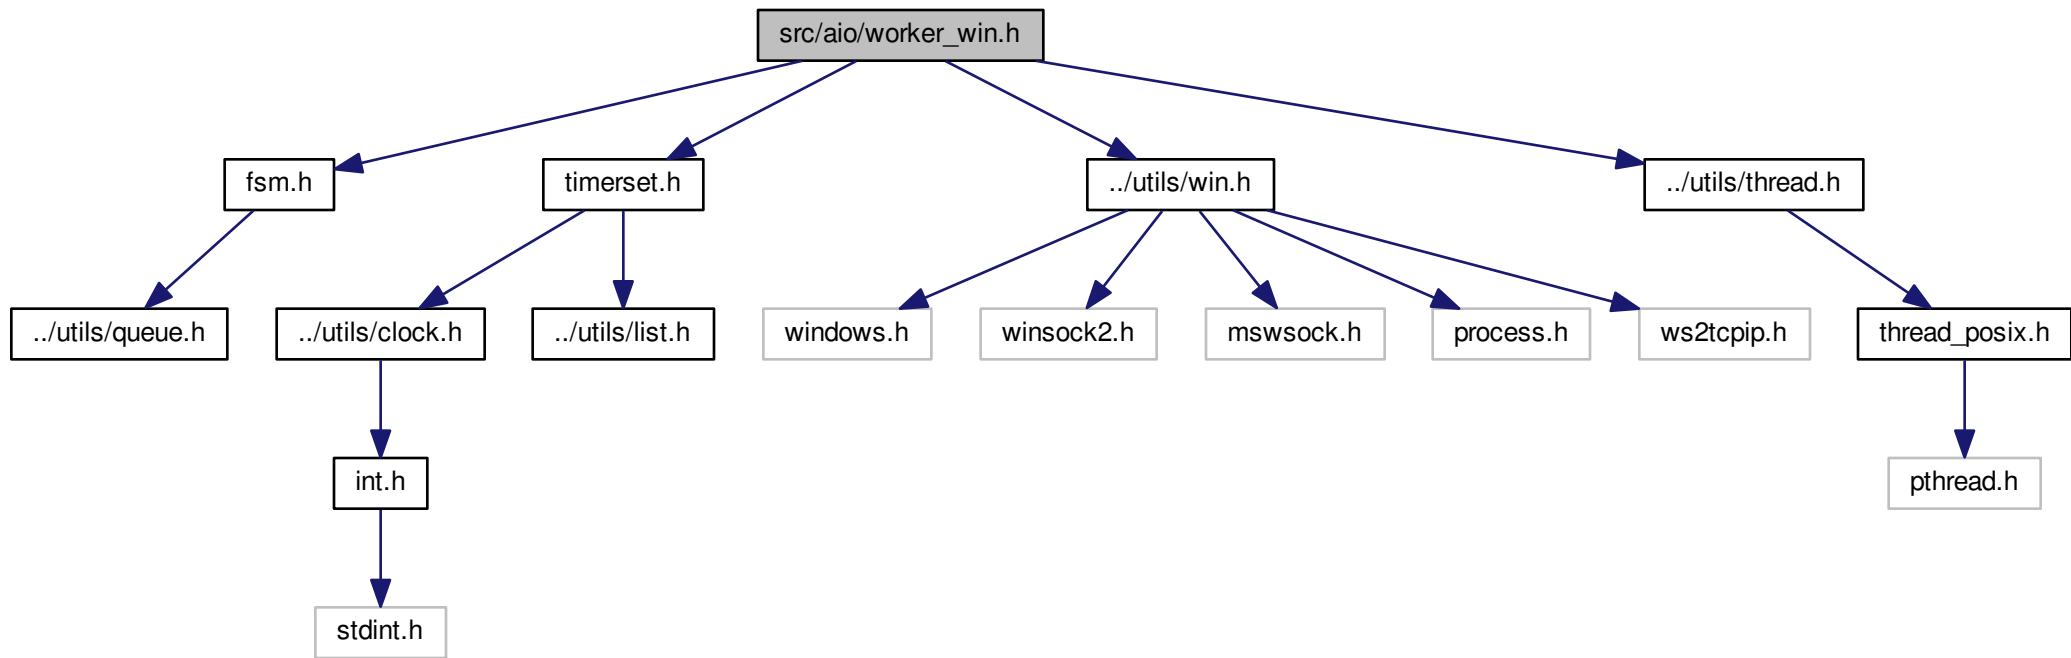 src/aio/worker_win.h
fsm.h
timerset.h
../utils/win.h
../utils/thread.h
../utils/queue.h
../utils/clock.h
../utils/list.h
windows.h
winsock2.h
mswsock.h
process.h
ws2tcpip.h
thread_posix.h
int.h
pthread.h
stdint.h